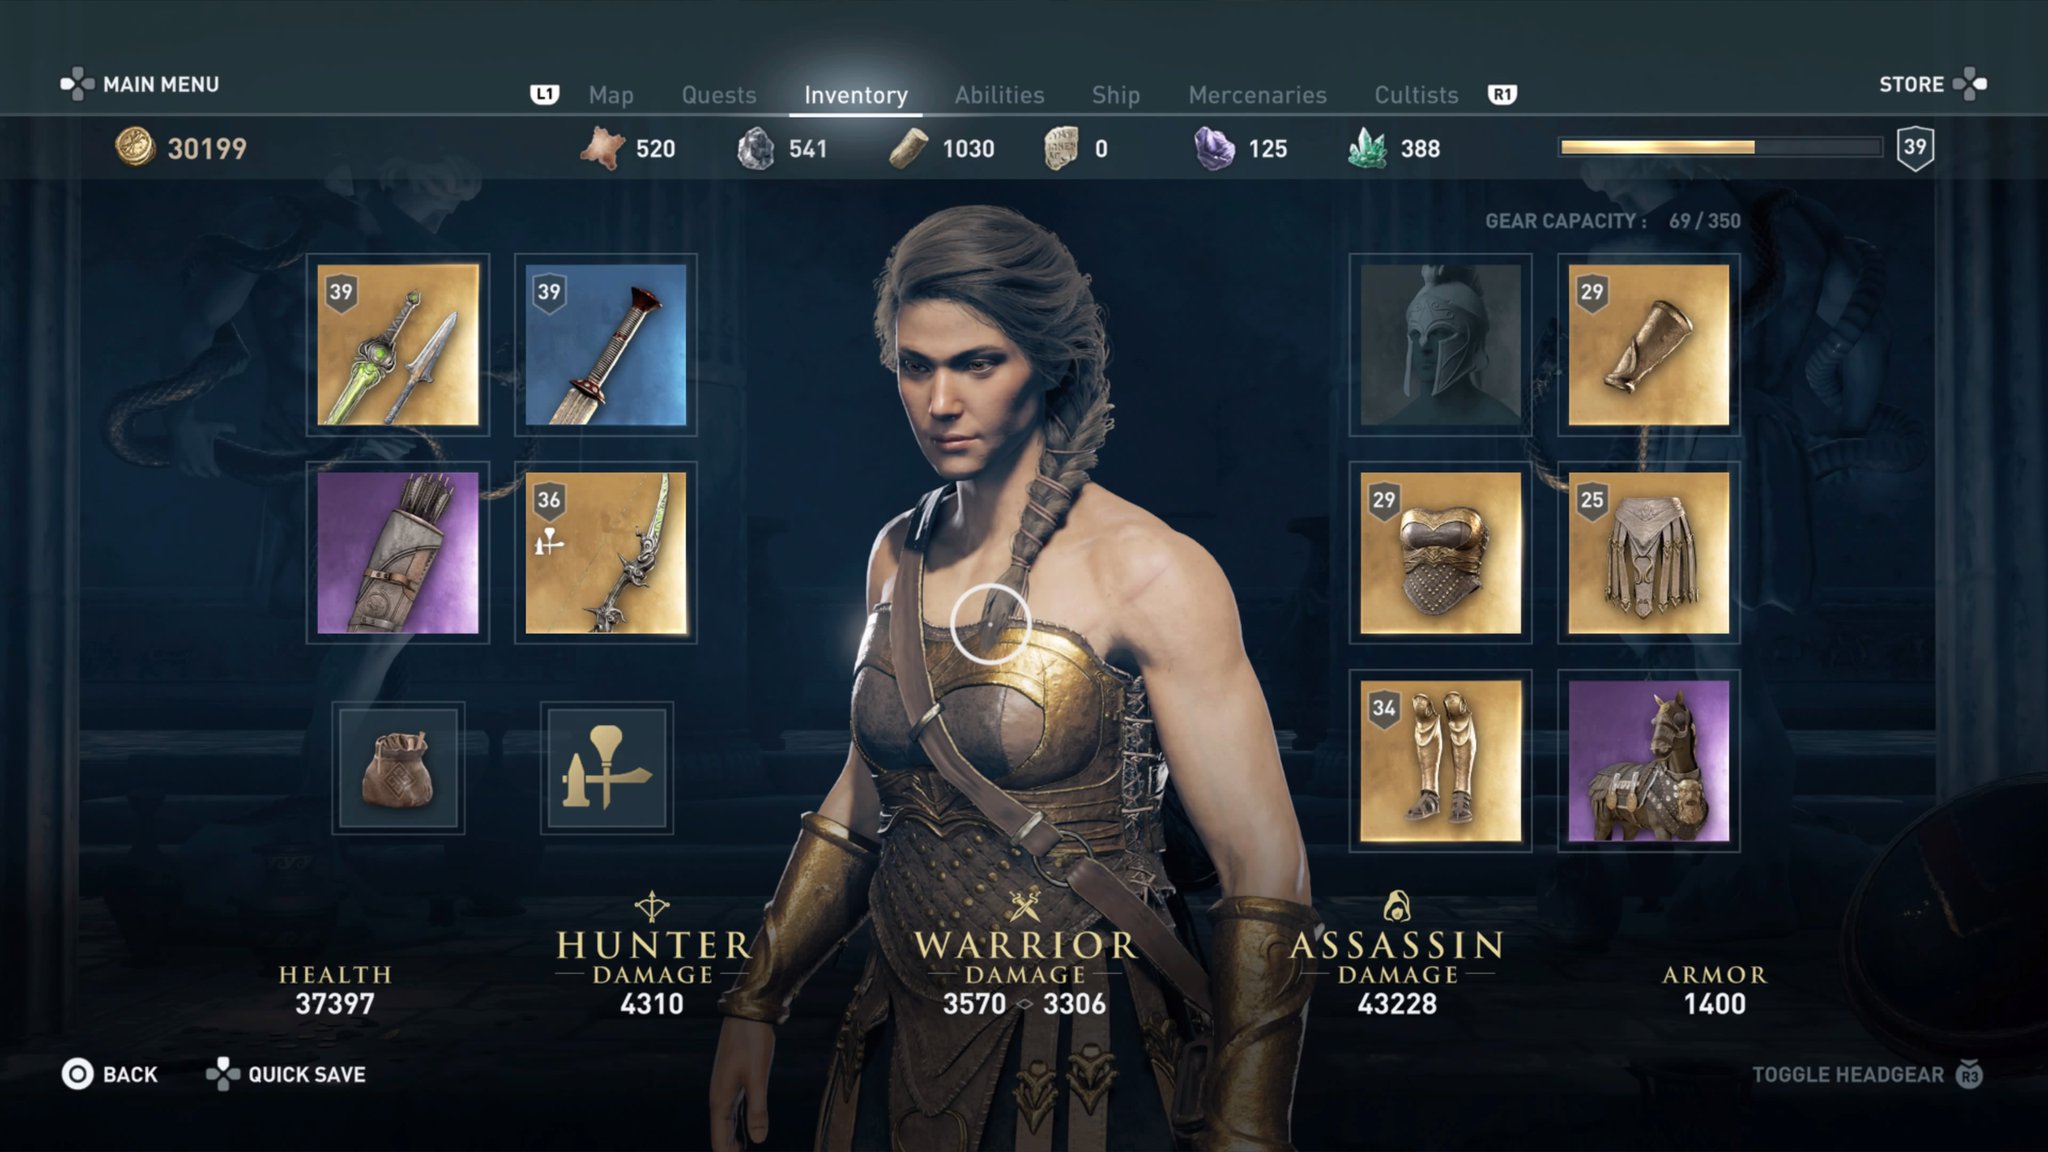 MAIN MENU
L1 Map Quests Inventory Abilities Ship Mercenaries Cultists R1
STORE
30199 520 541 1030 0 125 388 39
GEAR CAPACITY : 69 / 350
39 39 29
36 29 25
34
HUNTER WARRIOR ASSASSIN
HEALTH DAMAGE DAMAGE DAMAGE ARMOR
37397 4310 3570 3306 43228 1400
BACK QUICK SAVE TOGGLE HEADGEAR R3